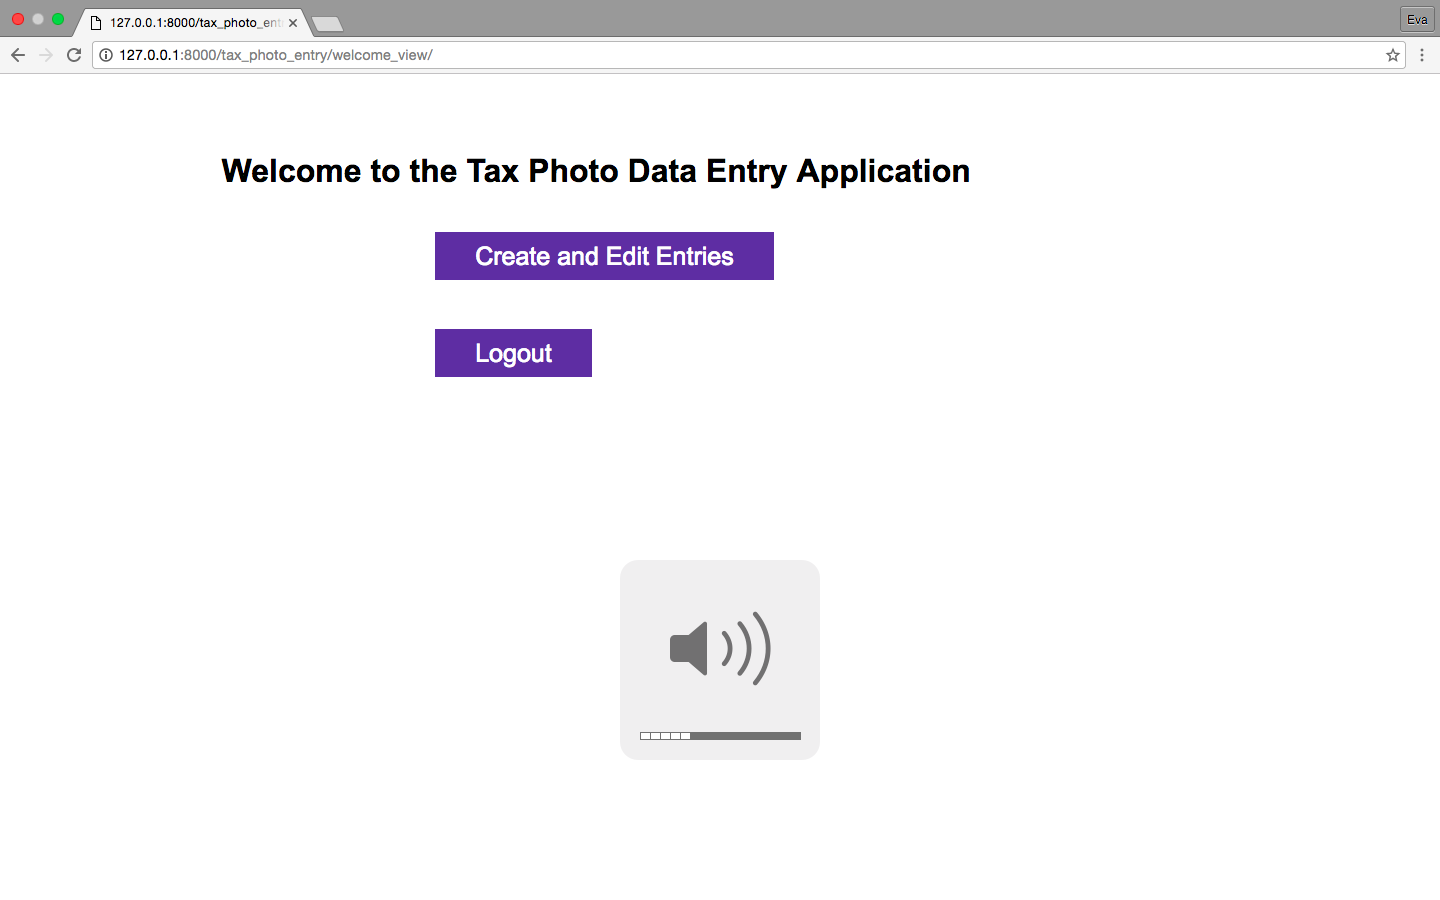 127.0.0.1:8000/tax_photo_ent
Eva
127.0.0.1:8000/tax_photo_entry/welcome_view/
Welcome to the Tax Photo Data Entry Application
Create and Edit Entries
Logout